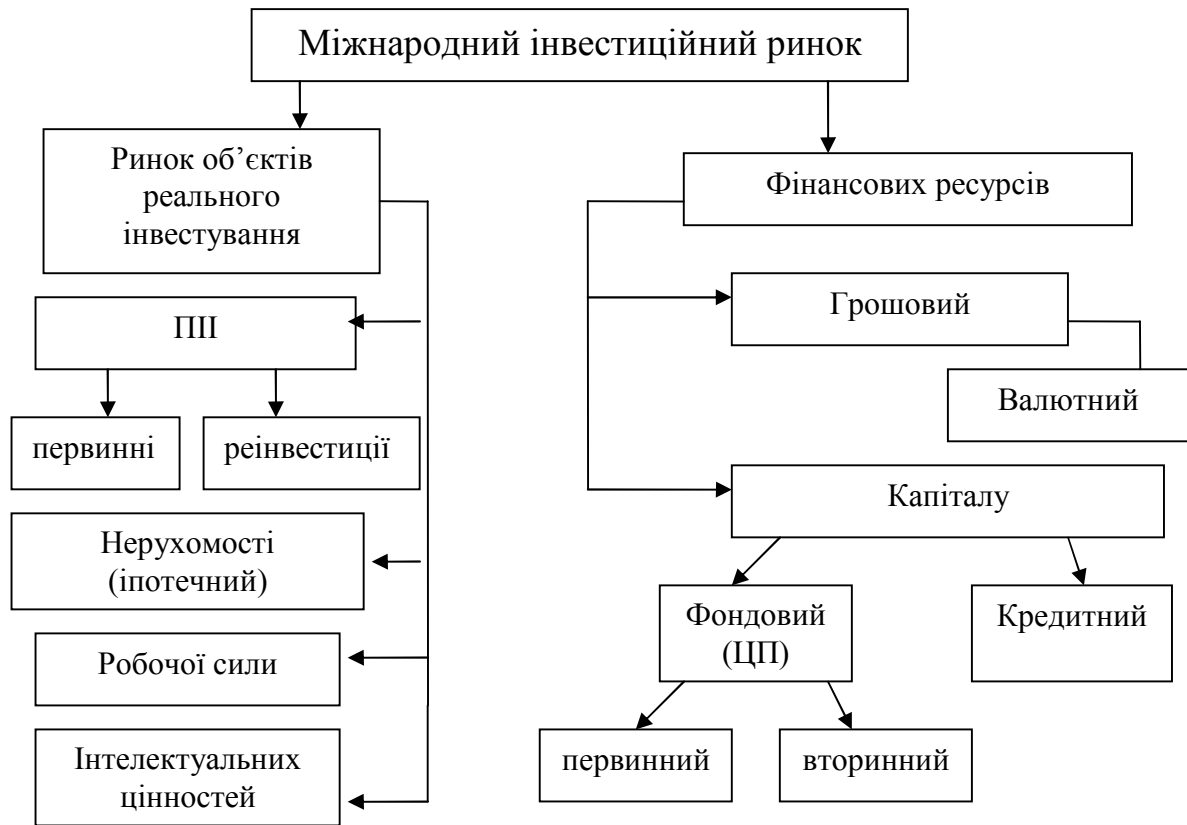 Міжнародний інвестиційний ринок
Ринок об’єктів
реального
інвестування
ПІІ
первинні
реінвестиції
Нерухомості
(іпотечний)
Робочої сили
Інтелектуальних
цінностей
Фінансових ресурсів
Грошовий
Валютний
Капіталу
Фондовий
(ЦП)
Кредитний
первинний
вторинний